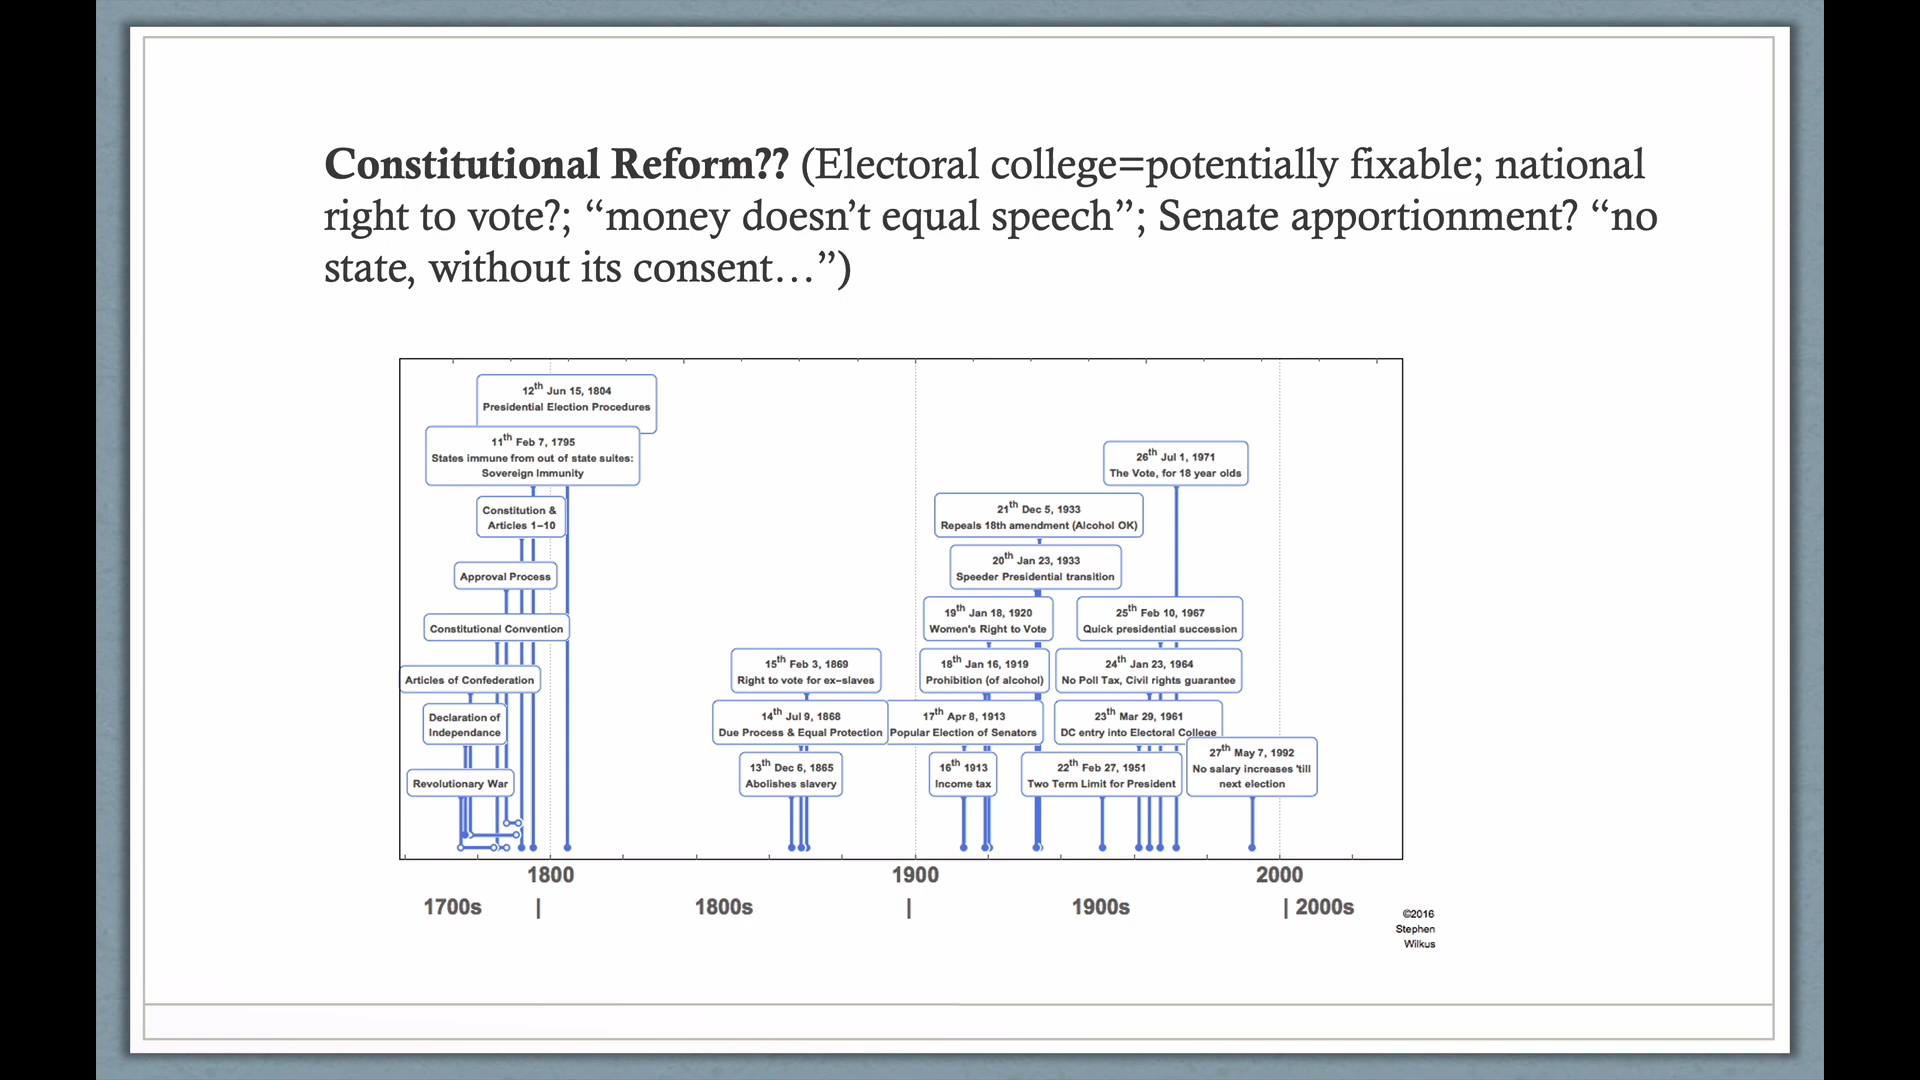 Constitutional Reform?? (Electoral college=potentially fixable; national
right to vote?; “money doesn’t equal speech”; Senate apportionment? “no
state, without its consent…”)
12th Jun 15, 1804
Presidential Election Procedures
11th Feb 7, 1795
States immune from out of state suites:
Sovereign Immunity
Constitution &
Articles 1–10
Approval Process
Constitutional Convention
Articles of Confederation
Declaration of
Independence
Revolutionary War
15th Feb 3, 1869
Right to vote for ex–slaves
14th Jul 9, 1868
Due Process & Equal Protection
13th Dec 6, 1865
Abolishes slavery
21th Dec 5, 1933
Repeals 18th amendment (Alcohol OK)
20th Jan 23, 1933
Speeder Presidential transition
19th Jan 18, 1920
Women's Right to Vote
18th Jan 16, 1919
Prohibition (of alcohol)
17th Apr 8, 1913
Popular Election of Senators
16th 1913
Income tax
26th Jul 1, 1971
The Vote, for 18 year olds
25th Feb 10, 1967
Quick presidential succession
24th Jan 23, 1964
No Poll Tax, Civil rights guarantee
23th Mar 29, 1961
DC entry into Electoral College
22th Feb 27, 1951
Two Term Limit for President
27th May 7, 1992
No salary increases 'till
next election
1800
1900
2000
1700s | 1800s | 1900s | 2000s
©2016
Stephen
Wilkus